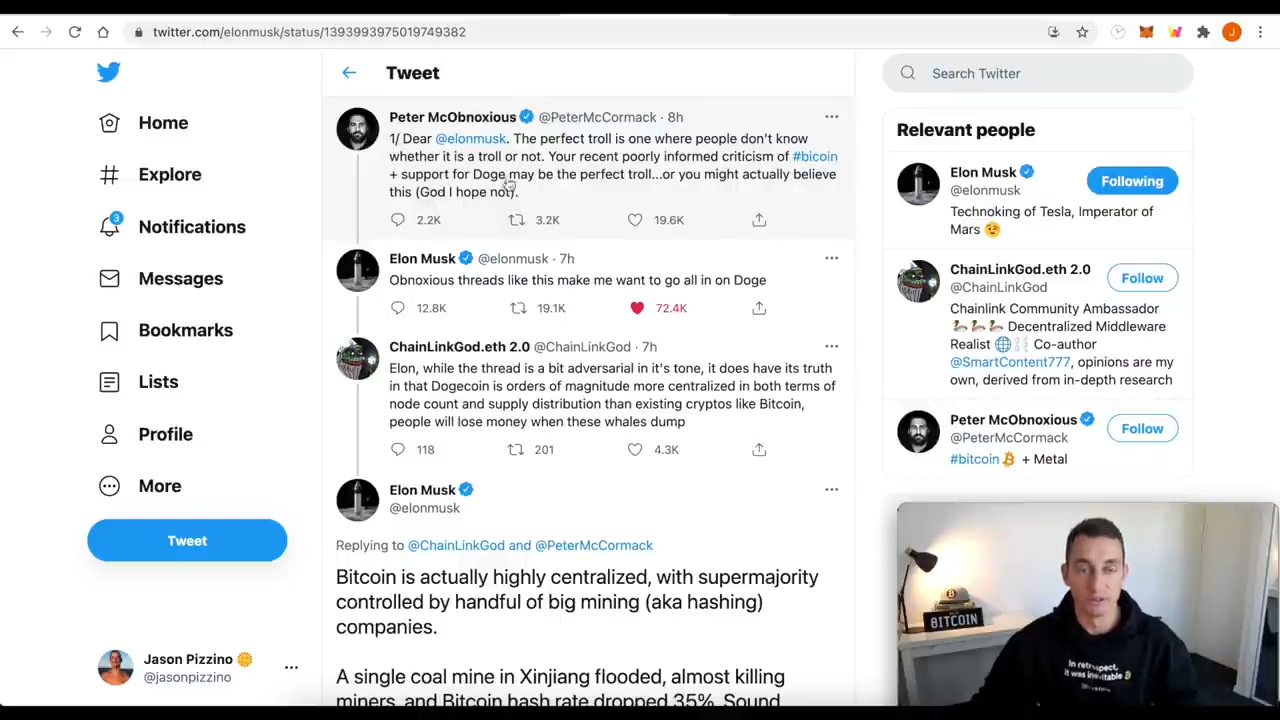 twitter.com/elonmusk/status/1393993975019749382
J
Home
Explore
3
Notifications
Messages
Bookmarks
Lists
Profile
More
Tweet
Jason Pizzino
@jasonpizzino
Tweet
Peter McObnoxious @PeterMcCormack · 8h
1/ Dear @elonmusk. The perfect troll is one where people don't know
whether it is a troll or not. Your recent poorly informed criticism of #bicoin
+ support for Doge may be the perfect troll...or you might actually believe
this (God I hope not).
2.2K 3.2K 19.6K
Elon Musk @elonmusk · 7h
Obnoxious threads like this make me want to go all in on Doge
12.8K 19.1K 72.4K
ChainLinkGod.eth 2.0 @ChainLinkGod · 7h
Elon, while the thread is a bit adversarial in it's tone, it does have its truth
in that Dogecoin is orders of magnitude more centralized in both terms of
node count and supply distribution than existing cryptos like Bitcoin,
people will lose money when these whales dump
118 201 4.3K
Elon Musk
@elonmusk
Replying to @ChainLinkGod and @PeterMcCormack
Bitcoin is actually highly centralized, with supermajority
controlled by handful of big mining (aka hashing)
companies.
A single coal mine in Xinjiang flooded, almost killing
miners, and Bitcoin hash rate dropped 35%. Sound
Search Twitter
Relevant people
Elon Musk
@elonmusk
Following
Technoking of Tesla, Imperator of
Mars 😉
ChainLinkGod.eth 2.0
@ChainLinkGod
Follow
Chainlink Community Ambassador
Decentralized Middleware
Realist Co-author
@SmartContent777, opinions are my
own, derived from in-depth research
Peter McObnoxious
@PeterMcCormack
Follow
#bitcoin + Metal
BITCOIN
In retrospect,
it was inevitable